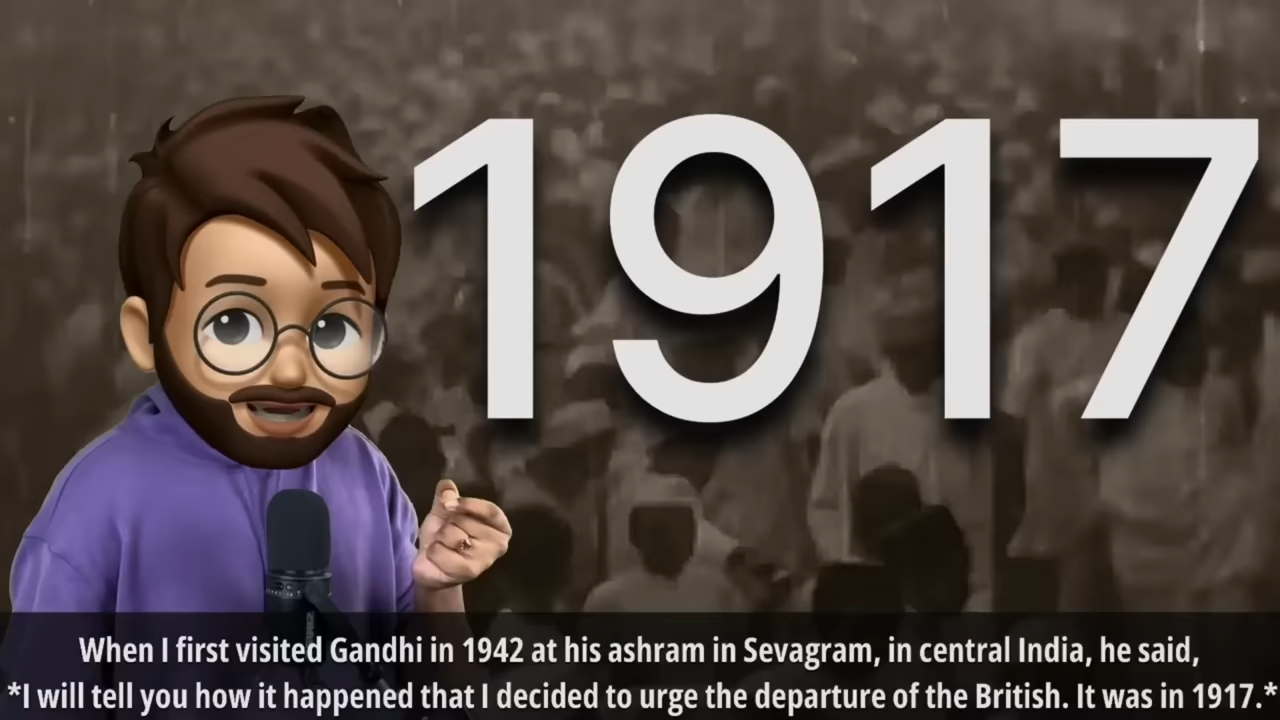 1917
When I first visited Gandhi in 1942 at his ashram in Sevagram, in central India, he said,
*I will tell you how it happened that I decided to urge the departure of the British. It was in 1917.*